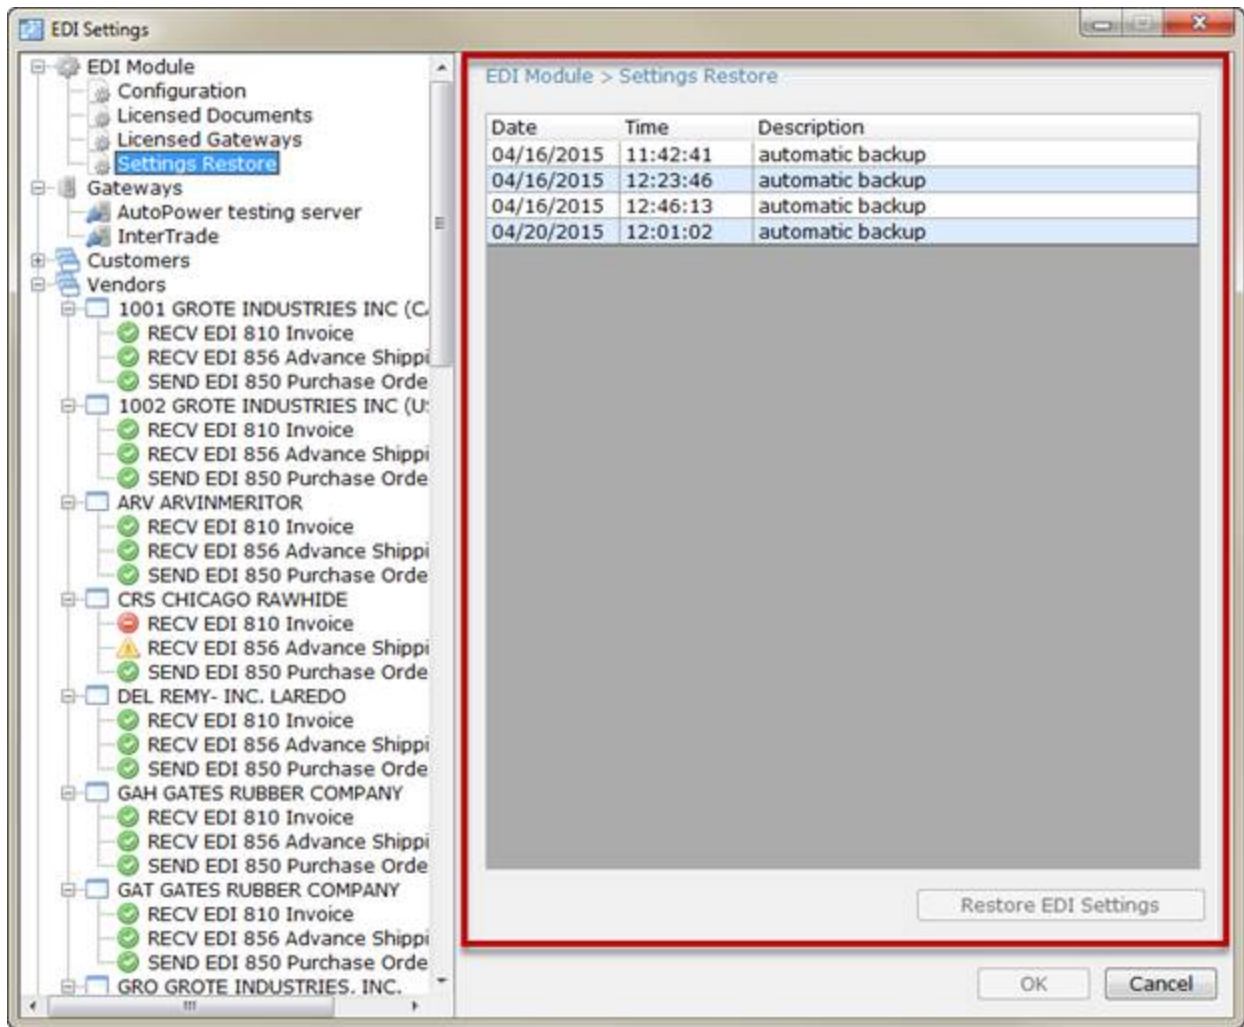 EDI Settings
EDI Module
Configuration
Licensed Documents
Licensed Gateways
Settings Restore
Gateways
AutoPower testing server
InterTrade
Customers
Vendors
1001 GROTE INDUSTRIES INC (CA
RECV EDI 810 Invoice
RECV EDI 856 Advance Shippi
SEND EDI 850 Purchase Orde
1002 GROTE INDUSTRIES INC (US
RECV EDI 810 Invoice
RECV EDI 856 Advance Shippi
SEND EDI 850 Purchase Orde
ARV ARVINMERITOR
RECV EDI 810 Invoice
RECV EDI 856 Advance Shippi
SEND EDI 850 Purchase Orde
CRS CHICAGO RAWHIDE
RECV EDI 810 Invoice
RECV EDI 856 Advance Shippi
SEND EDI 850 Purchase Orde
DEL REMY- INC. LAREDO
RECV EDI 810 Invoice
RECV EDI 856 Advance Shippi
SEND EDI 850 Purchase Orde
GAH GATES RUBBER COMPANY
RECV EDI 810 Invoice
RECV EDI 856 Advance Shippi
SEND EDI 850 Purchase Orde
GAT GATES RUBBER COMPANY
RECV EDI 810 Invoice
RECV EDI 856 Advance Shippi
SEND EDI 850 Purchase Orde
GRO GROTE INDUSTRIES. INC.
EDI Module > Settings Restore
Date Time Description
04/16/2015 11:42:41 automatic backup
04/16/2015 12:23:46 automatic backup
04/16/2015 12:46:13 automatic backup
04/20/2015 12:01:02 automatic backup
Restore EDI Settings
OK Cancel